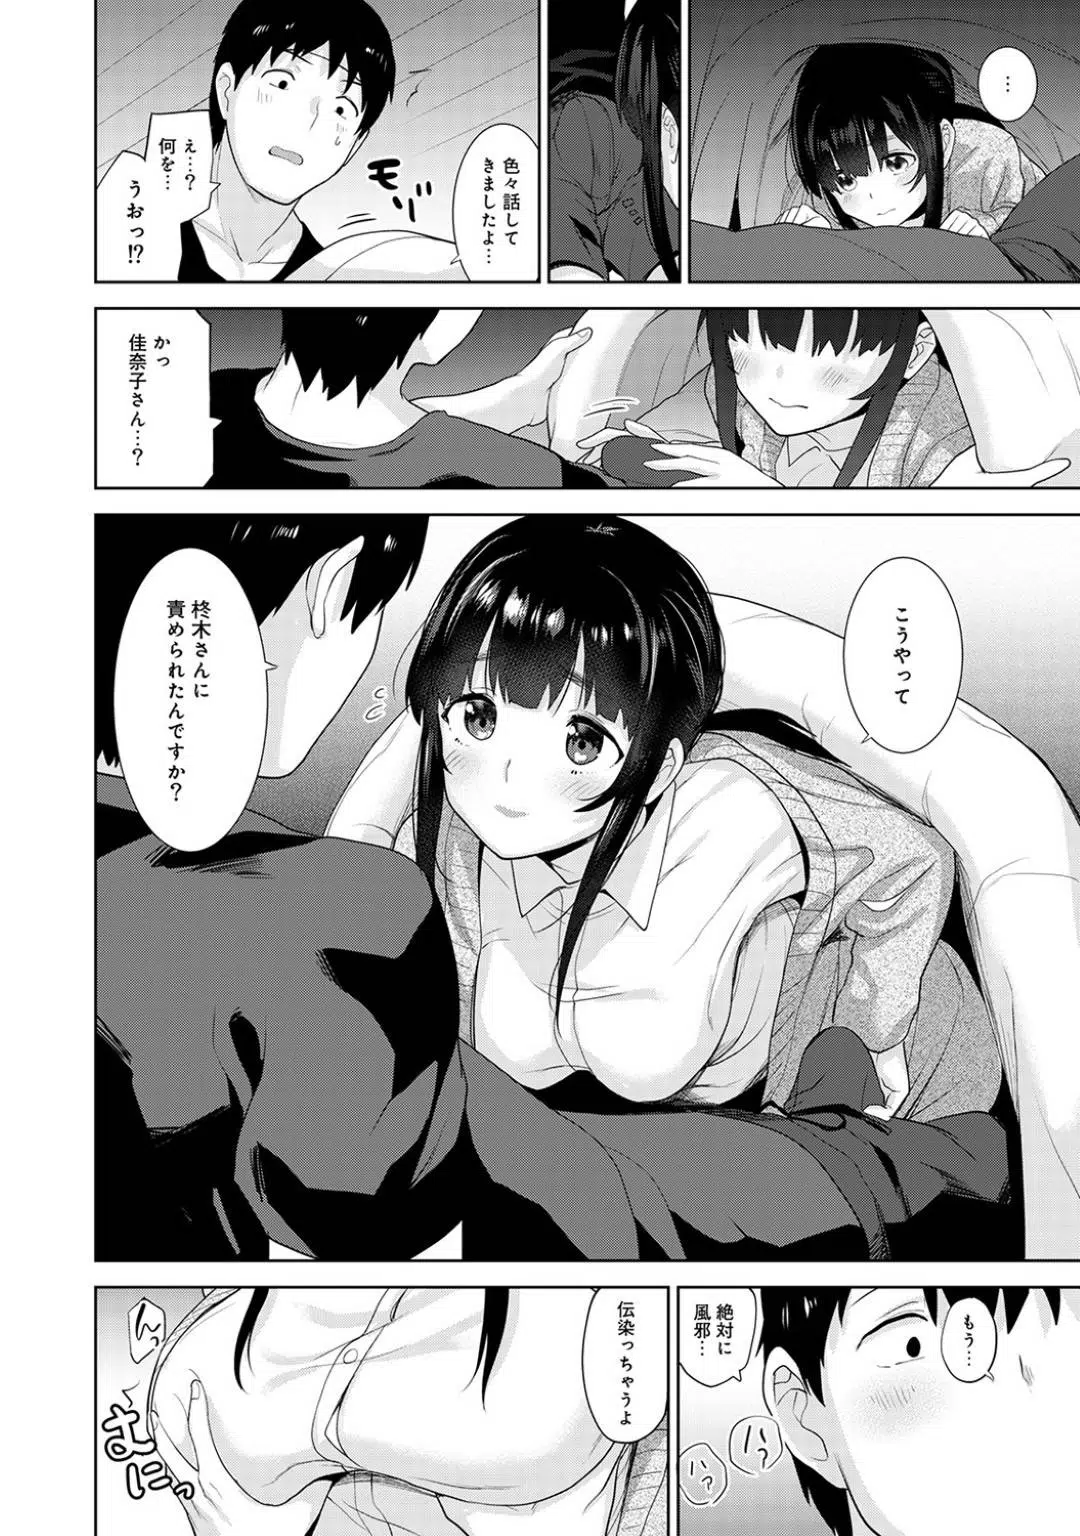 …
色々話して
きましたよ…
モゾ
え…?
何を…
うおっ!?
かっ
佳奈子さん…?
こうやって
柊木さんに
責められたんですか?
もう…
絶対に
風邪…
ハァ
ハァ
伝染っちゃうよ
んっ
むに